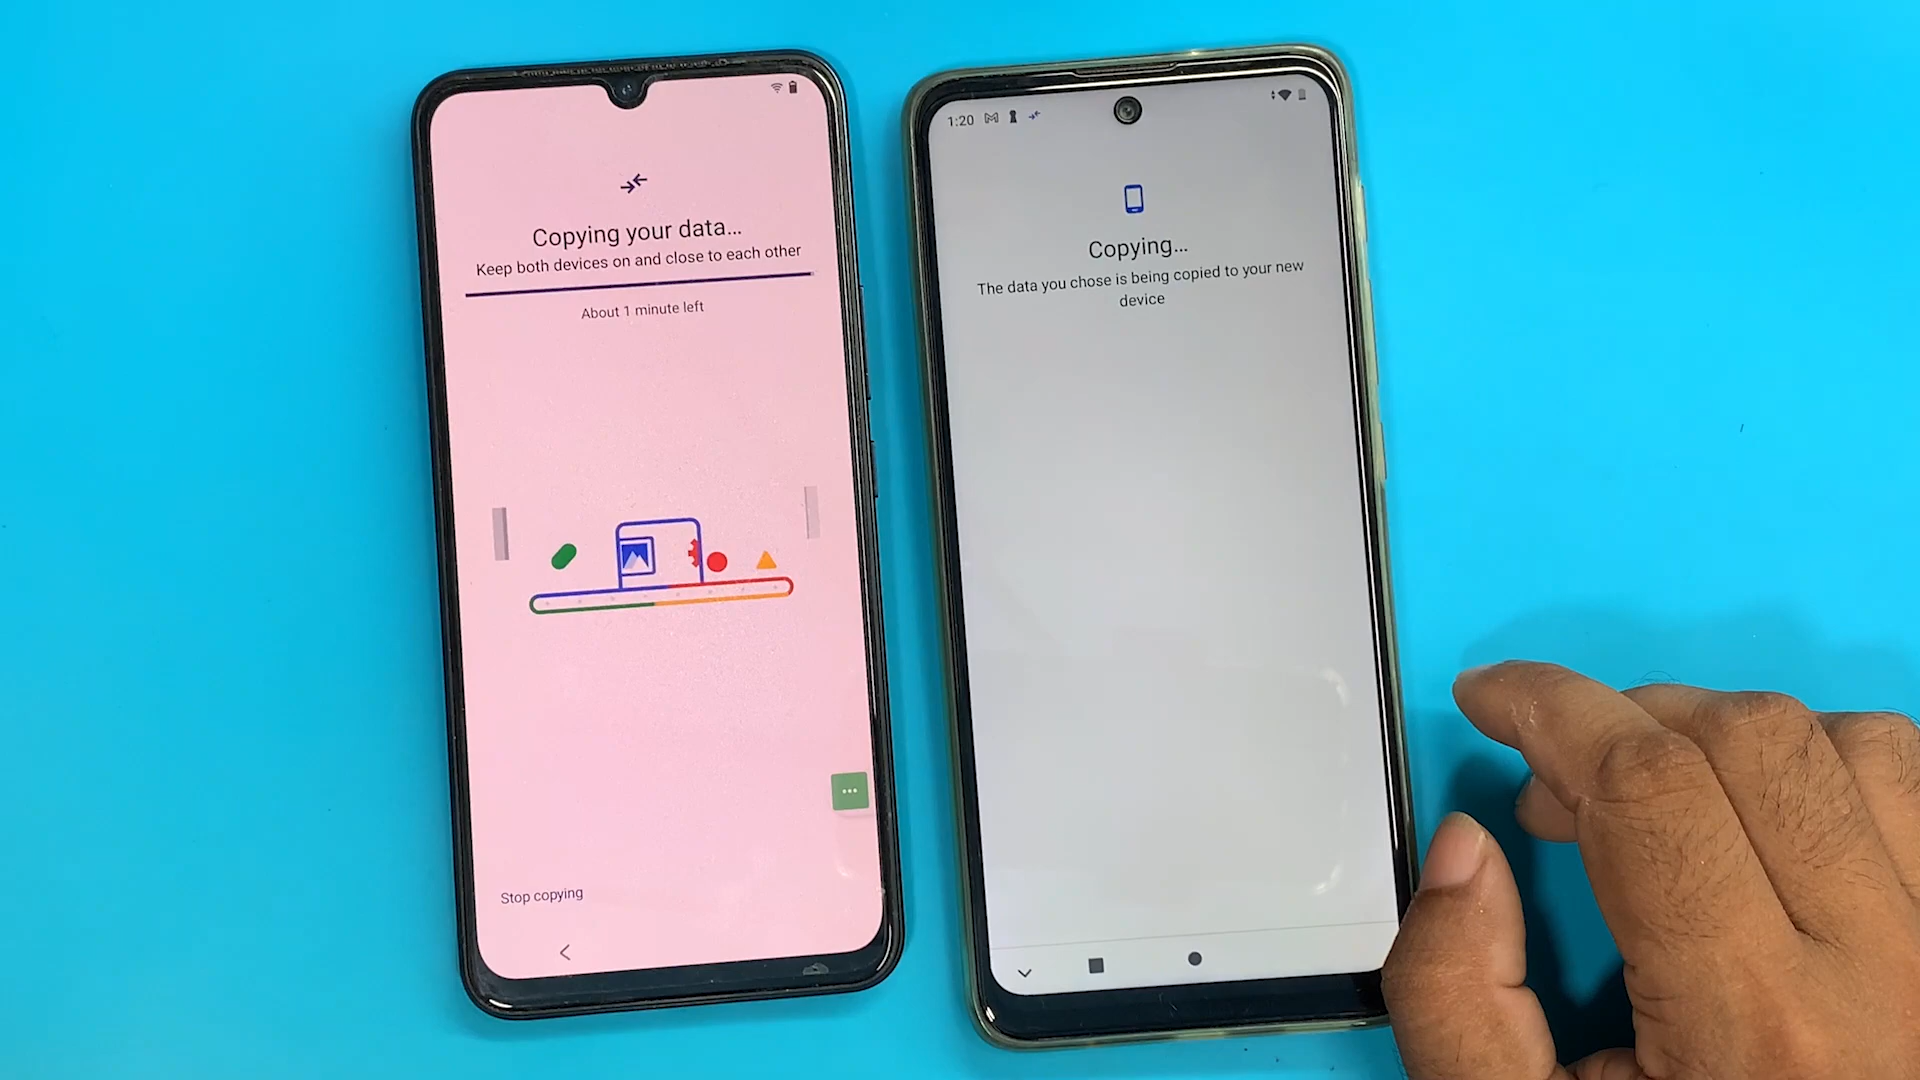 Copying your data...
Keep both devices on and close to each other
About 1 minute left
Stop copying
1:20
Copying...
The data you chose is being copied to your new
device